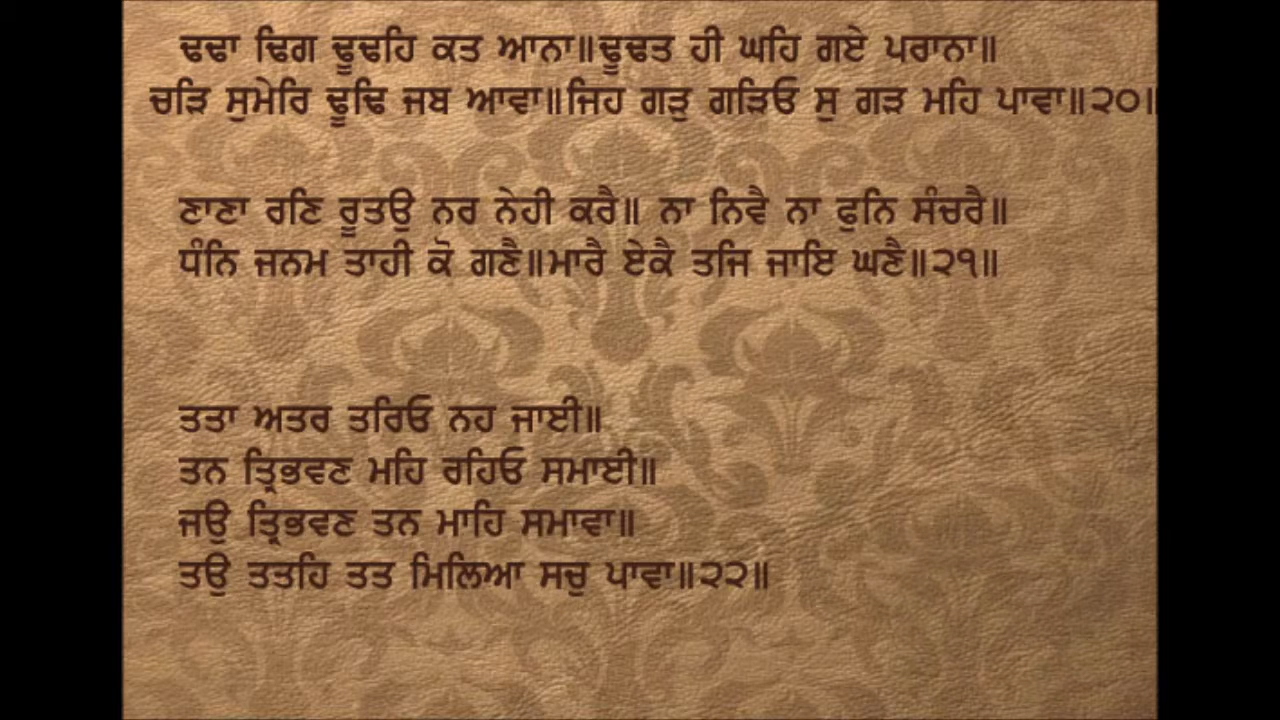 ਢਢਾ ਢਿਗ ਢੂਢਹਿ ਕਤ ਆਨਾ॥ਢੂਢਤ ਹੀ ਘਹਿ ਗਏ ਪਰਾਨਾ॥
ਚੜਿ ਸੁਮੇਰਿ ਢੂਢਿ ਜਬ ਆਵਾ॥ਜਿਹ ਗੜੁ ਗੜਿਓ ਸੁ ਗੜ ਮਹਿ ਪਾਵਾ॥੨੦॥
ਣਾਣਾ ਰਣਿ ਰੂਤਉ ਨਰ ਨੇਹੀ ਕਰੈ॥ ਨਾ ਨਿਵੈ ਨਾ ਫੁਨਿ ਸੰਚਰੈ॥
ਧੰਨਿ ਜਨਮ ਤਾਹੀ ਕੋ ਗਣੈ॥ਮਾਰੈ ਏਕੈ ਤਜਿ ਜਾਇ ਘਣੈ॥੨੧॥
ਤਤਾ ਅਤਰ ਤਰਿਓ ਨਹ ਜਾਈ॥
ਤਨ ਤ੍ਰਿਭਵਣ ਮਹਿ ਰਹਿਓ ਸਮਾਈ॥
ਜਉ ਤ੍ਰਿਭਵਣ ਤਨ ਮਾਹਿ ਸਮਾਵਾ॥
ਤਉ ਤਤਹਿ ਤਤ ਮਿਲਿਆ ਸਚੁ ਪਾਵਾ॥੨੨॥